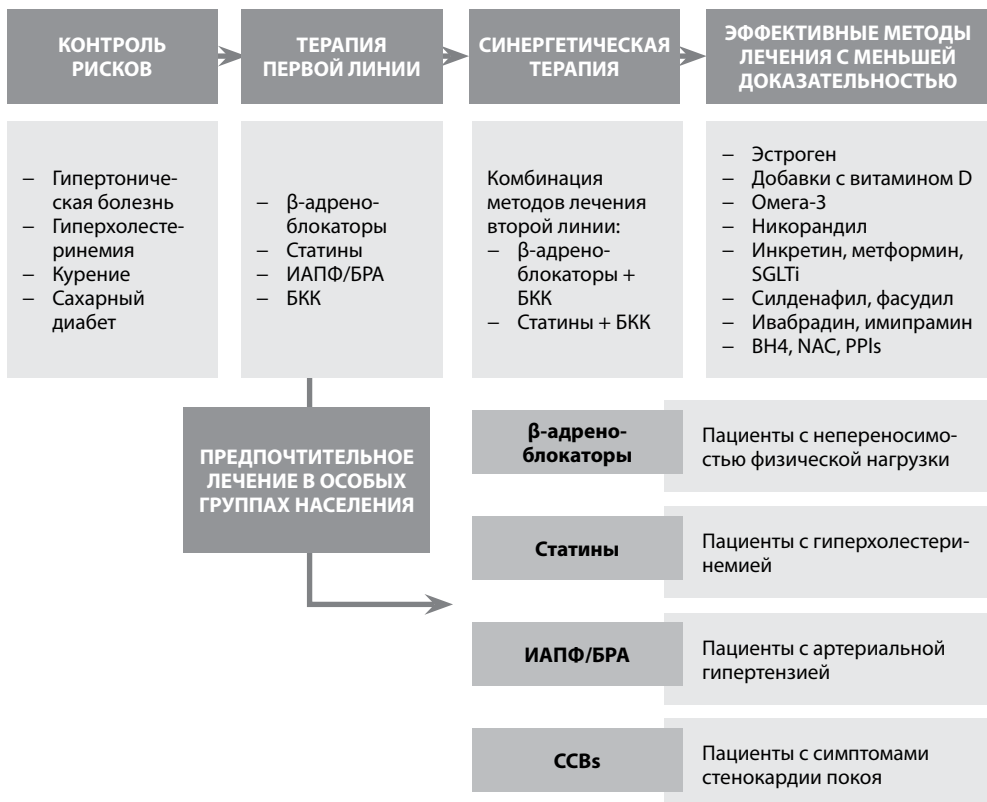 КОНТРОЛЬ
РИСКОВ
ТЕРАПИЯ
ПЕРВОЙ ЛИНИИ
СИНЕРГЕТИЧЕСКАЯ
ТЕРАПИЯ
ЭФФЕКТИВНЫЕ МЕТОДЫ
ЛЕЧЕНИЯ С МЕНЬШЕЙ
ДОКАЗАТЕЛЬНОСТЬЮ
– Гипертониче-
ская болезнь
– Гиперхолесте-
ринемия
– Курение
– Сахарный
диабет
– β-адрено-
блокаторы
– Статины
– ИАПФ/БРА
– БКК
Комбинация
методов лечения
второй линии:
– β-адрено-
блокаторы +
БКК
– Статины + БКК
– Эстроген
– Добавки с витамином D
– Омега-3
– Никорандил
– Инкретин, метформин,
SGLTi
– Силденафил, фасудил
– Ивабрадин, имипрамин
– BH4, NAC, PPIs
ПРЕДПОЧТИТЕЛЬНОЕ
ЛЕЧЕНИЕ В ОСОБЫХ
ГРУППАХ НАСЕЛЕНИЯ
β-адрено-
блокаторы
Пациенты с непереносимо-
стью физической нагрузки
Статины
Пациенты с гиперхолестери-
немией
ИАПФ/БРА
Пациенты с артериальной
гипертензией
CCBs
Пациенты с симптомами
стенокардии покоя